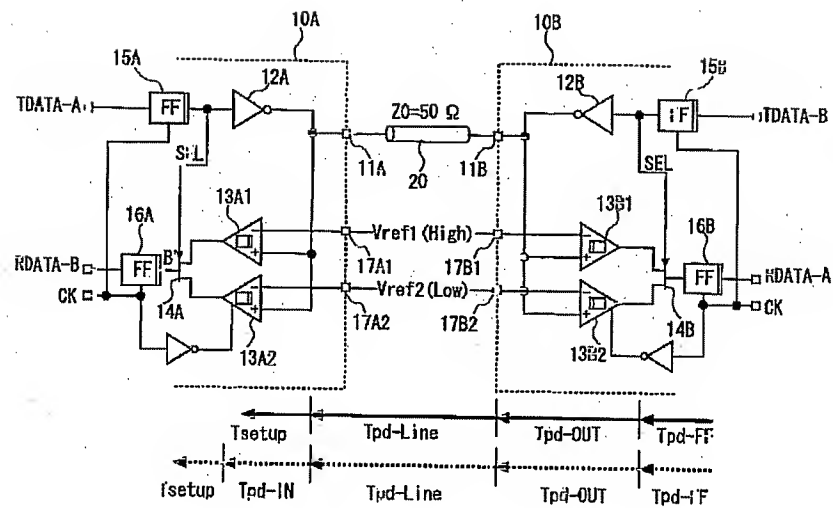 10A
10B
15A
12A
12B
15B
TDATA-A
FF
Z0=50 Ω
FF
TDATA-B
SEL
11A
20
11B
SEL
16A
13A1
13B1
16B
Vref1(High)
RDATA-B
FF
B'
17A1
17B1
FF
RDATA-A
Vref2(Low)
CK
14A
17A2
17B2
14B
CK
13A2
13B2
Tsetup
Tpd-Line
Tpd-OUT
Tpd-FF
Tsetup
Tpd-IN
Tpd-Line
Tpd-OUT
Tpd-FF